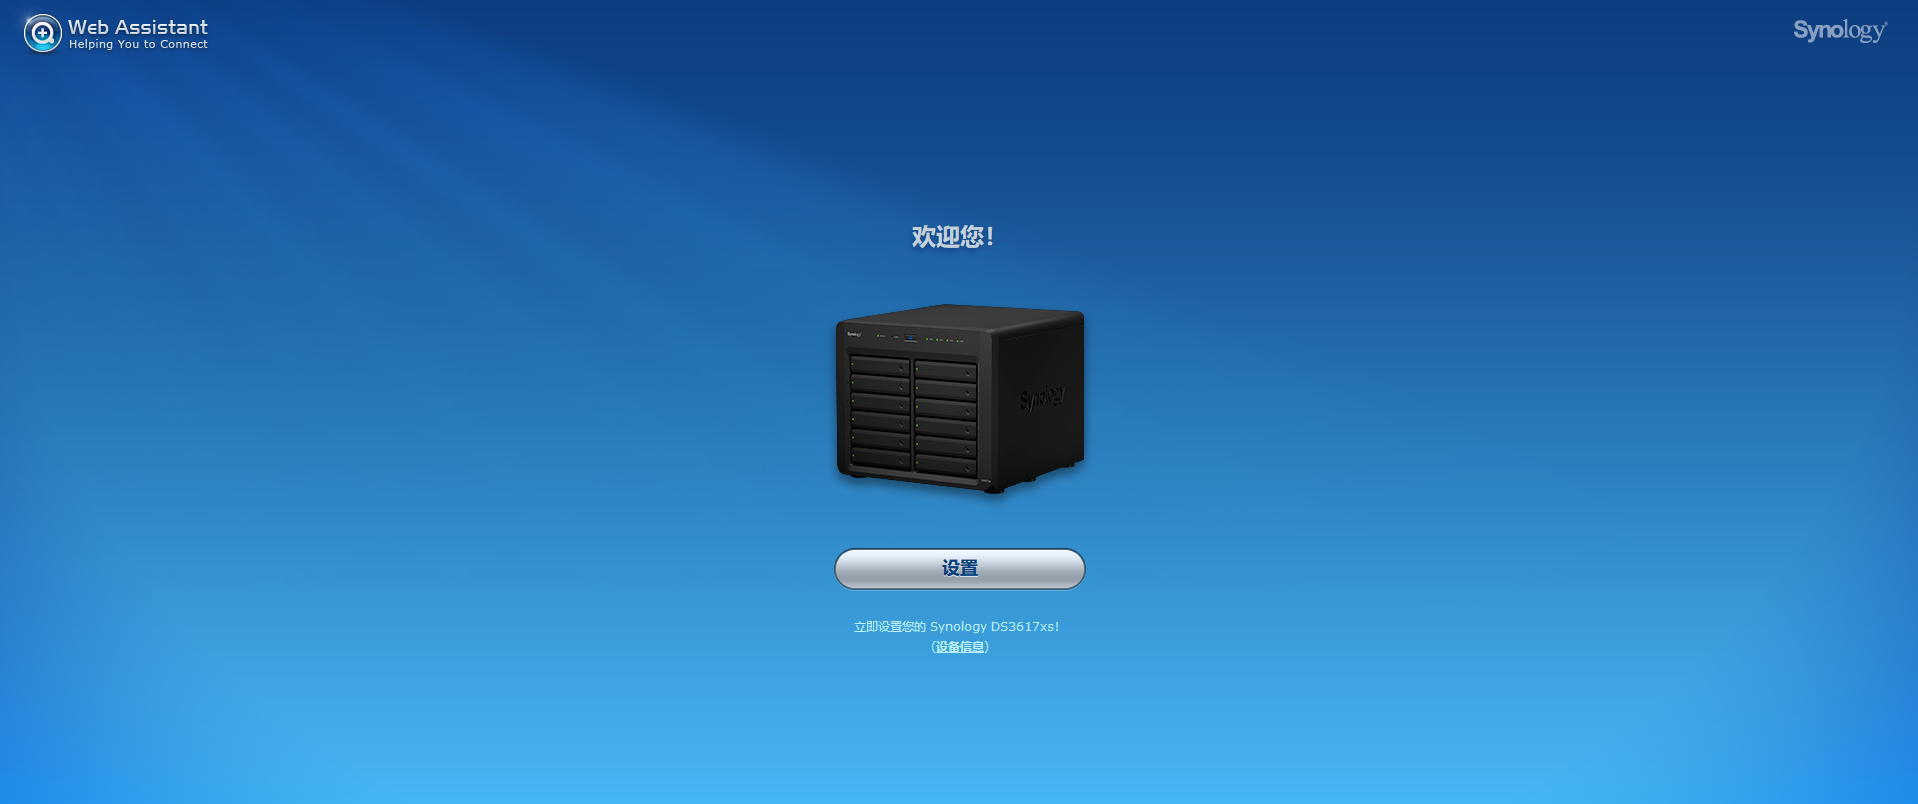 Web Assistant
Helping You to Connect
Synology
欢迎您!
Synology
Synology
设置
立即设置您的 Synology DS3617xs!
(设备信息)